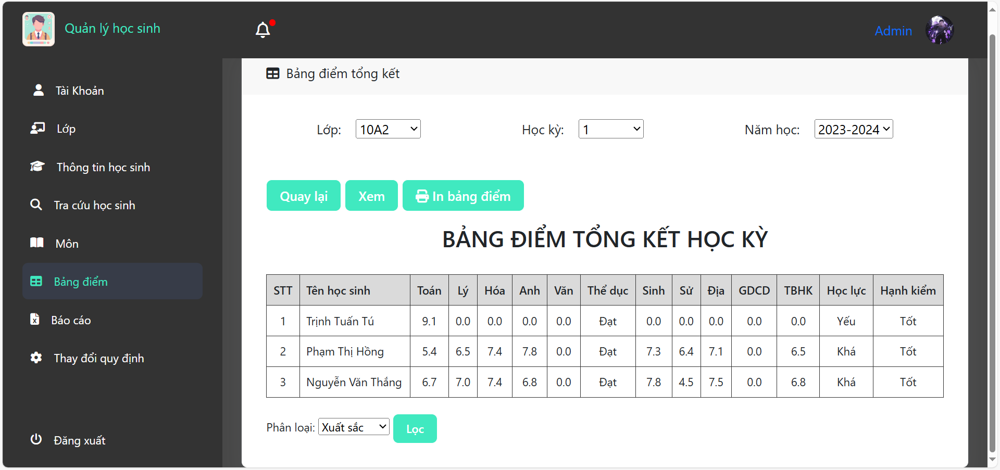 Quản lý học sinh
Admin
Tài Khoản
Lớp
Thông tin học sinh
Tra cứu học sinh
Môn
Bảng điểm
Báo cáo
Thay đổi quy định
Đăng xuất
Bảng điểm tổng kết
Lớp: 10A2 Học kỳ: 1 Năm học: 2023-2024
Quay lại Xem In bảng điểm
BẢNG ĐIỂM TỔNG KẾT HỌC KỲ
STT Tên học sinh Toán Lý Hóa Anh Văn Thể dục Sinh Sử Địa GDCD TBHK Học lực Hạnh kiểm
1 Trịnh Tuấn Tú 9.1 0.0 0.0 0.0 0.0 Đạt 0.0 0.0 0.0 0.0 0.0 Yếu Tốt
2 Phạm Thị Hồng 5.4 6.5 7.4 7.8 0.0 Đạt 7.3 6.4 7.1 0.0 6.5 Khá Tốt
3 Nguyễn Văn Thắng 6.7 7.0 7.4 6.8 0.0 Đạt 7.8 4.5 7.5 0.0 6.8 Khá Tốt
Phân loại: Xuất sắc Lọc